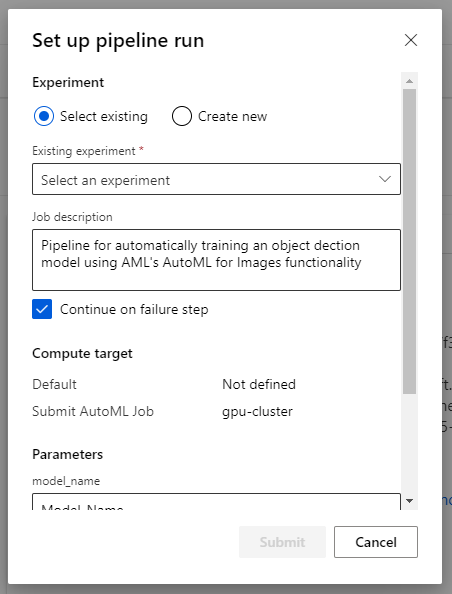 Set up pipeline run
Experiment
Select existing
Create new
Existing experiment *
Select an experiment
Job description
Pipeline for automatically training an object dection
model using AML's AutoML for Images functionality
Continue on failure step
Compute target
Default Not defined
Submit AutoML Job gpu-cluster
Parameters
model_name
Model_Name
Submit
Cancel